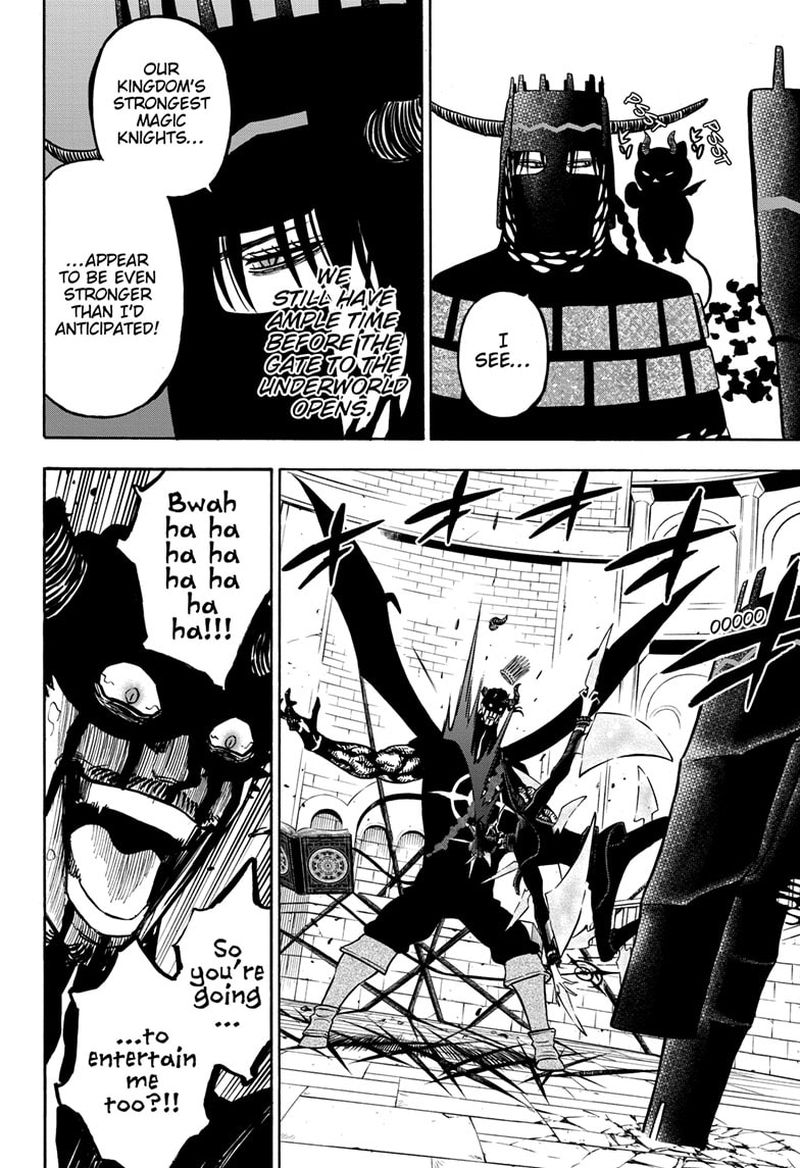 PSST
PSST
I
SEE...
OUR
KINGDOM'S
STRONGEST
MAGIC
KNIGHTS...
...APPEAR
TO BE EVEN
STRONGER
THAN I'D
ANTICIPATED!
WE
STILL HAVE
AMPLE TIME
BEFORE THE
GATE TO THE
UNDERWORLD
OPENS.
OOOOO
Bwah
ha ha
ha ha
ha ha
ha
ha!!!
So
you're
going
...
...to
entertain
me
too?!!